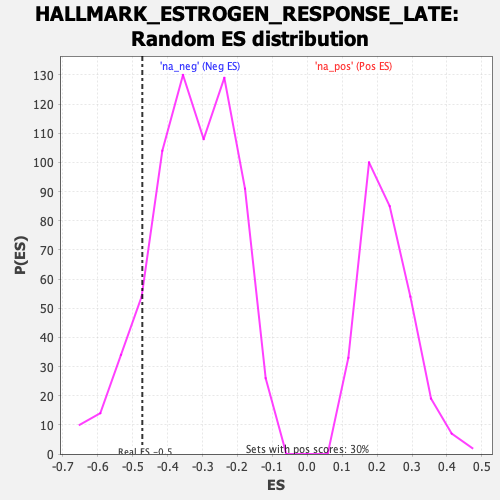 HALLMARK_ESTROGEN_RESPONSE_LATE:
Random ES distribution
'na_neg' (Neg ES) 'na_pos' (Pos ES)
130
120
110
100
90
80
70
60
50
40
30
20
10
0
P(ES)
Real ES -0.5
Sets with pos scores: 30%
-0.7 -0.6 -0.5 -0.4 -0.3 -0.2 -0.1 0.0 0.1 0.2 0.3 0.4 0.5
ES